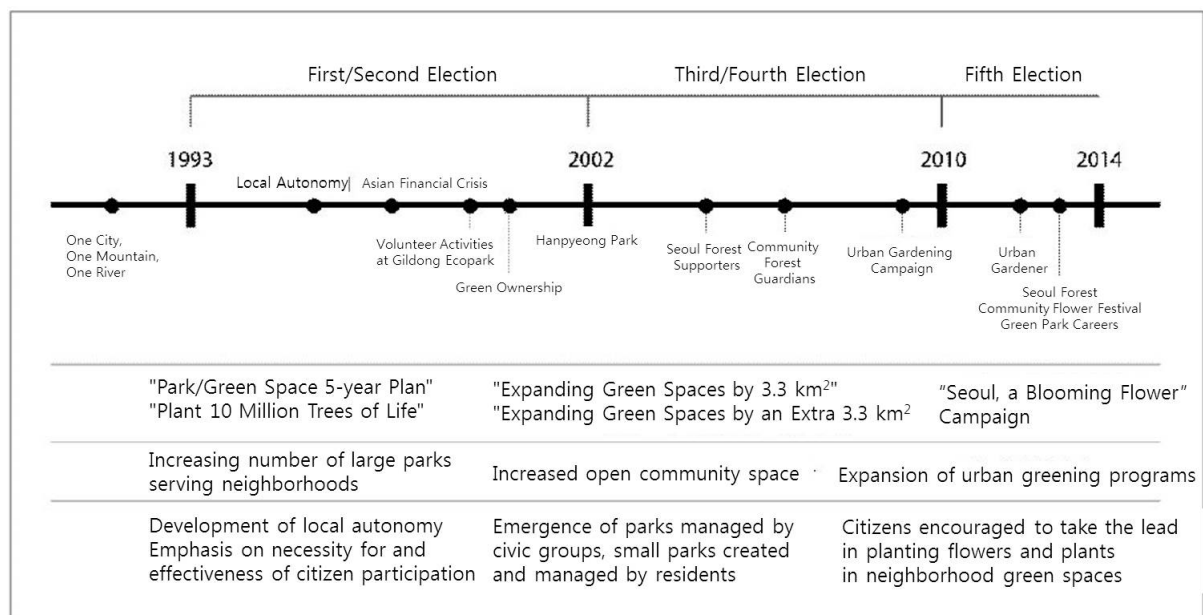 First/Second Election
Third/Fourth Election
Fifth Election
1993
2002
2010
2014
Local Autonomy|
Asian Financial Crisis
One City,
One Mountain,
One River
Volunteer Activities
at Gildong Ecopark
Green Ownership
Hanpyeong Park
Seoul Forest
Supporters
Community
Forest
Guardians
Urban Gardening
Campaign
Urban
Gardener
Seoul Forest
Community Flower Festival
Green Park Careers
"Park/Green Space 5-year Plan"
"Plant 10 Million Trees of Life"
"Expanding Green Spaces by 3.3 km²"
"Expanding Green Spaces by an Extra 3.3 km²
"Seoul, a Blooming Flower"
Campaign
Increasing number of large parks
serving neighborhoods
Increased open community space
Expansion of urban greening programs
Development of local autonomy
Emphasis on necessity for and
effectiveness of citizen participation
Emergence of parks managed by
civic groups, small parks created
and managed by residents
Citizens encouraged to take the lead
in planting flowers and plants
in neighborhood green spaces